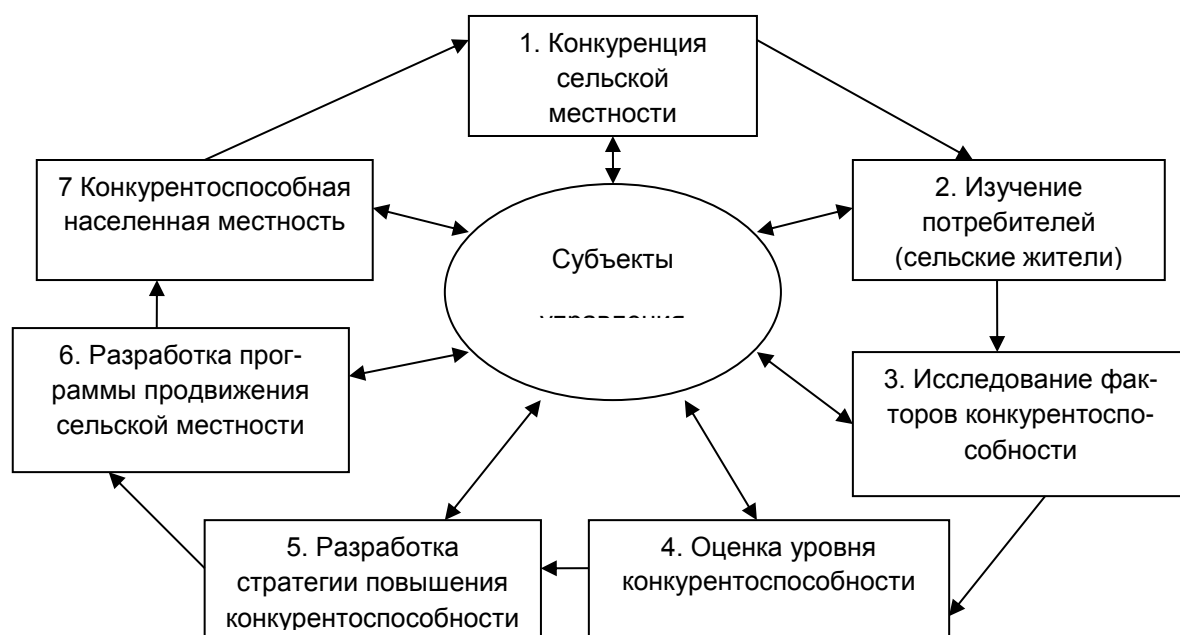 1. Конкуренция
сельской
местности
2. Изучение
потребителей
(сельские жители)
3. Исследование фак-
торов конкурентоспо-
собности
4. Оценка уровня
конкурентоспособности
5. Разработка
стратегии повышения
конкурентоспособности
6. Разработка прог-
раммы продвижения
сельской местности
7 Конкурентоспособная
населенная местность
Субъекты